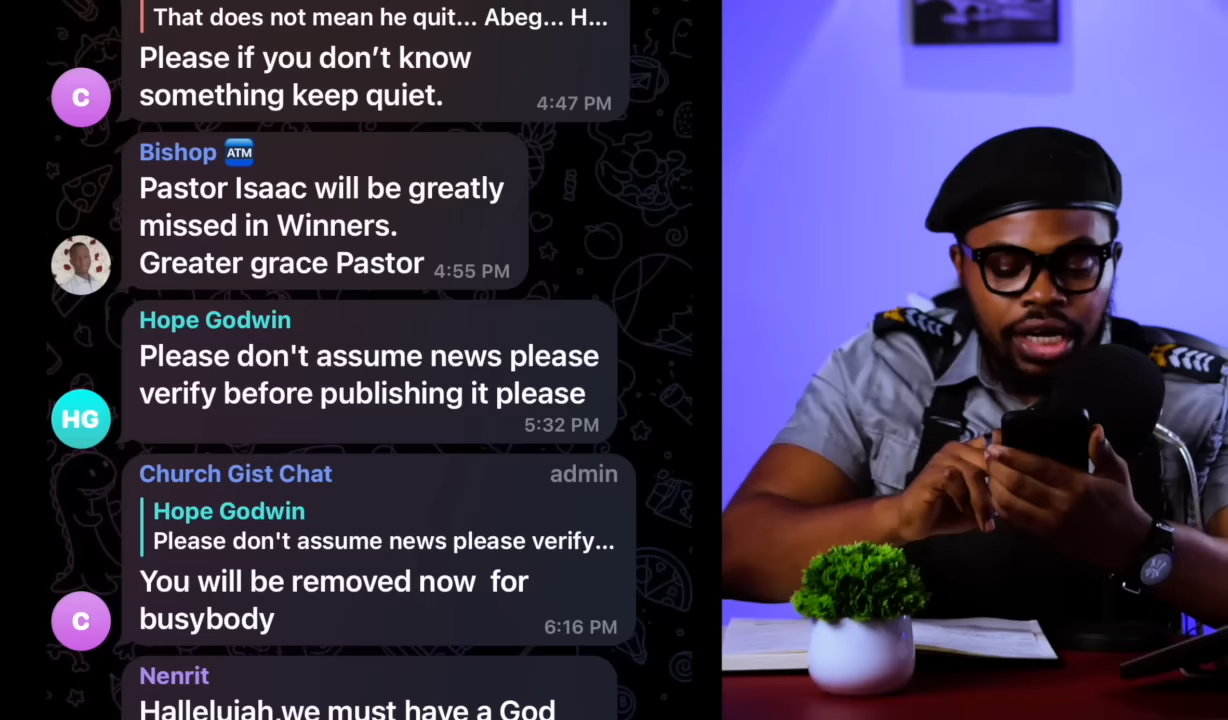 That does not mean he quit... Abeg... H...
Please if you don’t know
something keep quiet.
4:47 PM
C
Bishop ATM
Pastor Isaac will be greatly
missed in Winners.
Greater grace Pastor 4:55 PM
Hope Godwin
Please don't assume news please
verify before publishing it please
5:32 PM
HG
Church Gist Chat admin
Hope Godwin
Please don't assume news please verify...
You will be removed now for
busybody
6:16 PM
C
Nenrit
Hallelujah,we must have a God